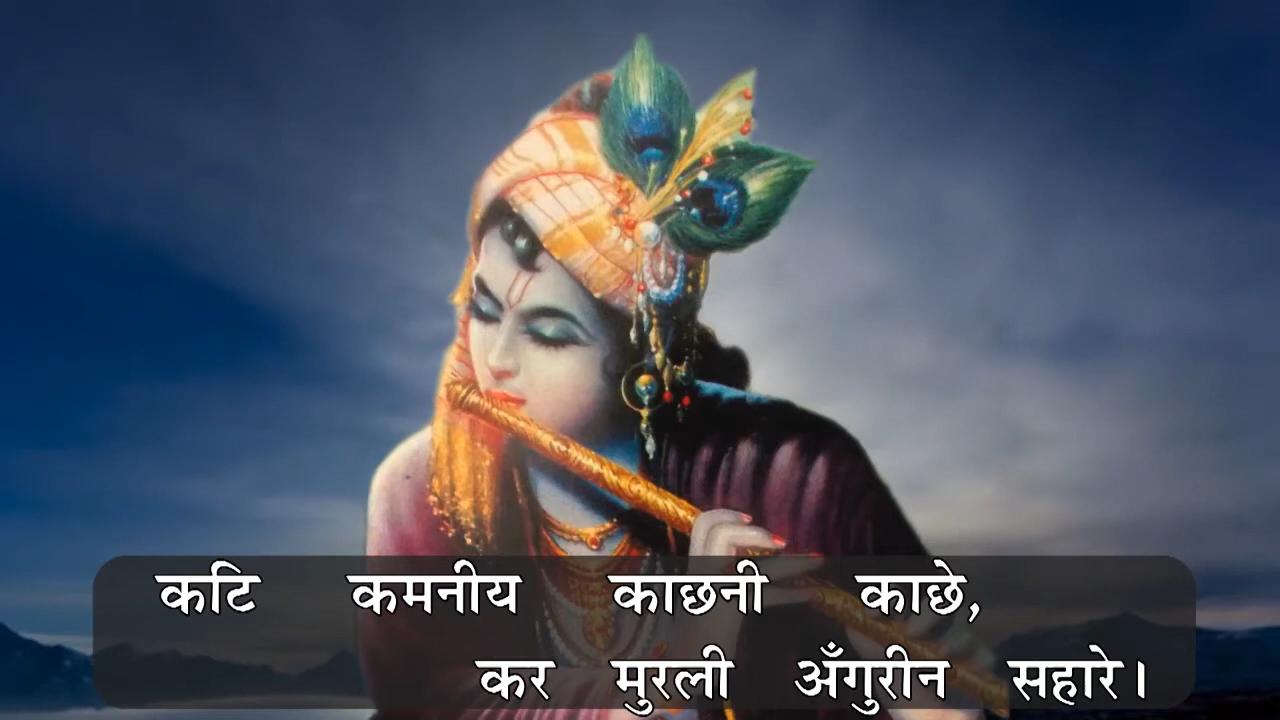 कटि कमनीय काछनी काछे,
कर मुरली अँगुरीन सहारे।